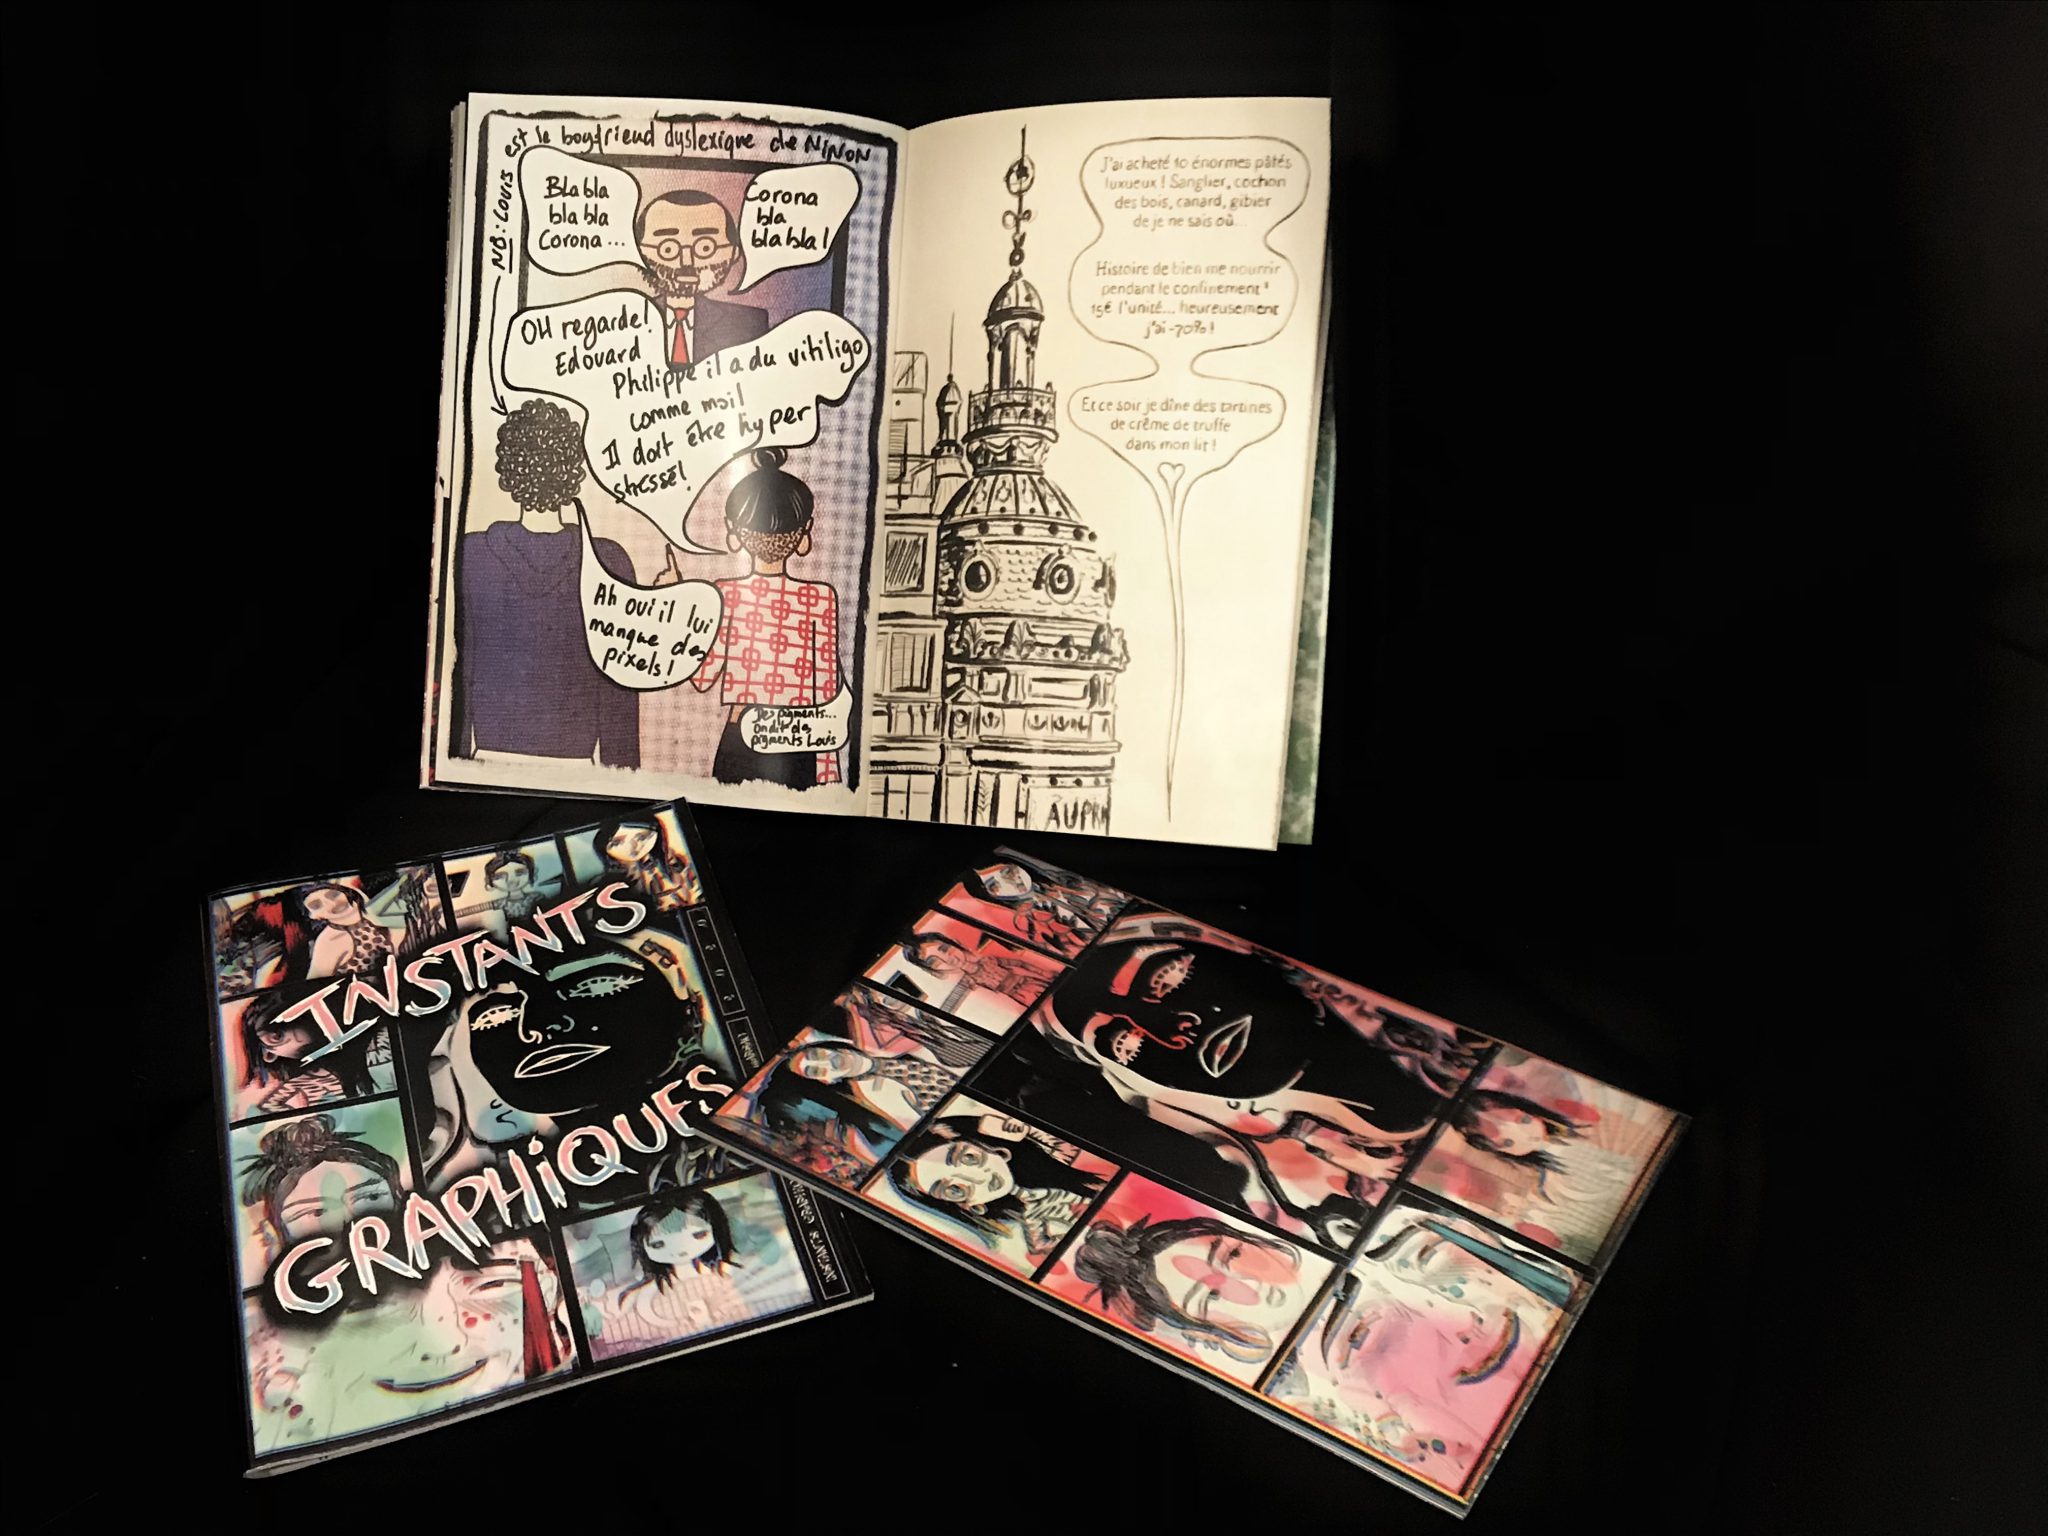 NB: Louis est le boyfriend dyslexique de NINON
Bla bla
bla bla
Corona...
Corona
bla
bla bla !
OH regarde!
Edouard
Philippe il a du vitiligo
comme moi!
Il doit être hyper
stressé!
Ah oui il lui
manque des
pixels!
Des pigments...
on dit des
pigments Louis
J'ai acheté 10 énormes pâtés
luxueux ! Sanglier, cochon
des bois, canard, gibier
de je ne sais où...
Histoire de bien me nourrir
pendant le confinement
15€ l'unité... heureusement
j'ai -70% !
Et ce soir je dîne des tartines
de crème de truffe
dans mon lit !
AUPRIN
INSTANTS
GRAPHIQUES